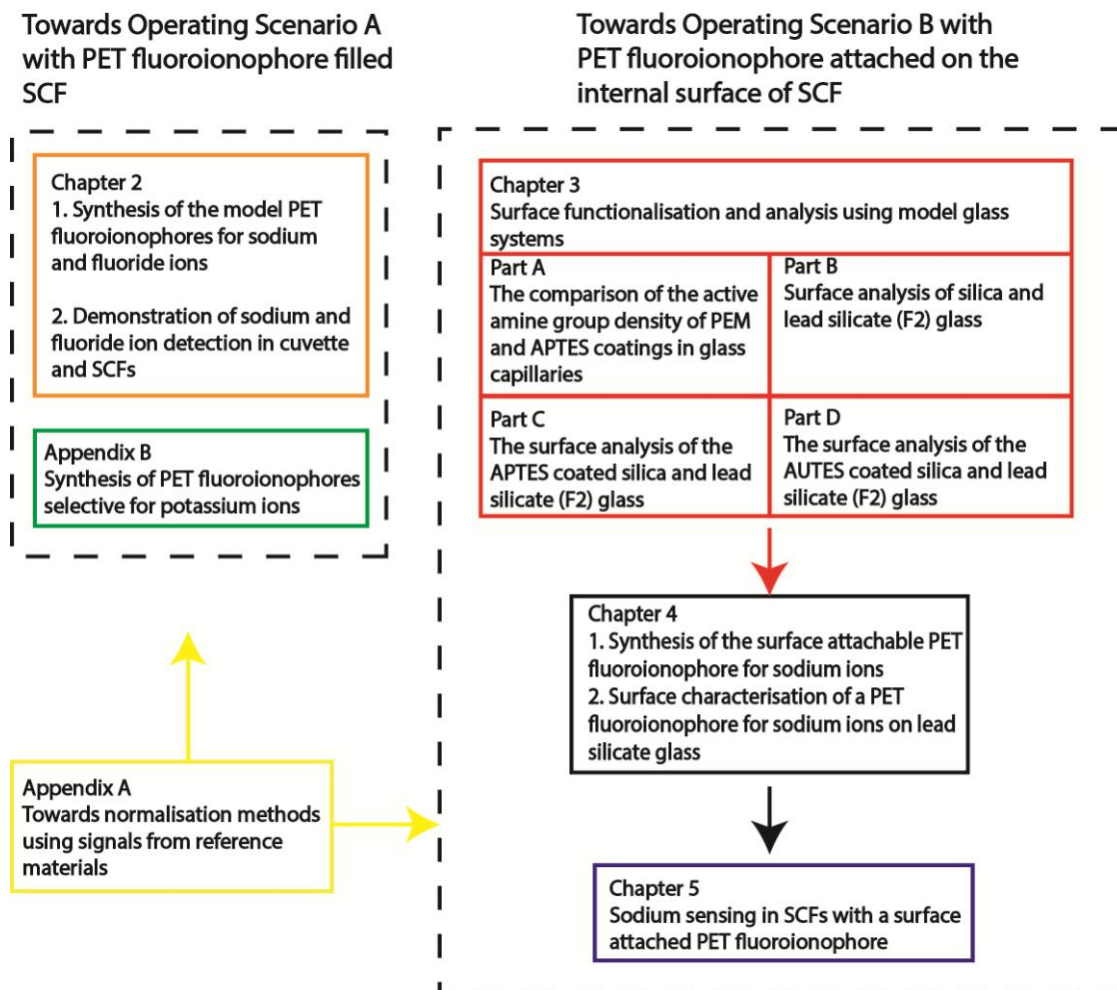 Towards Operating Scenario A
with PET fluoroionophore filled
SCF
Towards Operating Scenario B with
PET fluoroionophore attached on the
internal surface of SCF
Chapter 2
1. Synthesis of the model PET
fluoroionophores for sodium
and fluoride ions
2. Demonstration of sodium and
fluoride ion detection in cuvette
and SCFs
Appendix B
Synthesis of PET fluoroionophores
selective for potassium ions
Appendix A
Towards normalisation methods
using signals from reference
materials
Chapter 3
Surface functionalisation and analysis using model glass
systems
Part A
The comparison of the active
amine group density of PEM
and APTES coatings in glass
capillaries
Part B
Surface analysis of silica and
lead silicate (F2) glass
Part C
The surface analysis of the
APTES coated silica and lead
silicate (F2) glass
Part D
The surface analysis of the
AUTES coated silica and lead
silicate (F2) glass
Chapter 4
1. Synthesis of the surface attachable PET
fluoroionophore for sodium ions
2. Surface characterisation of a PET
fluoroionophore for sodium ions on lead
silicate glass
Chapter 5
Sodium sensing in SCFs with a surface
attached PET fluoroionophore